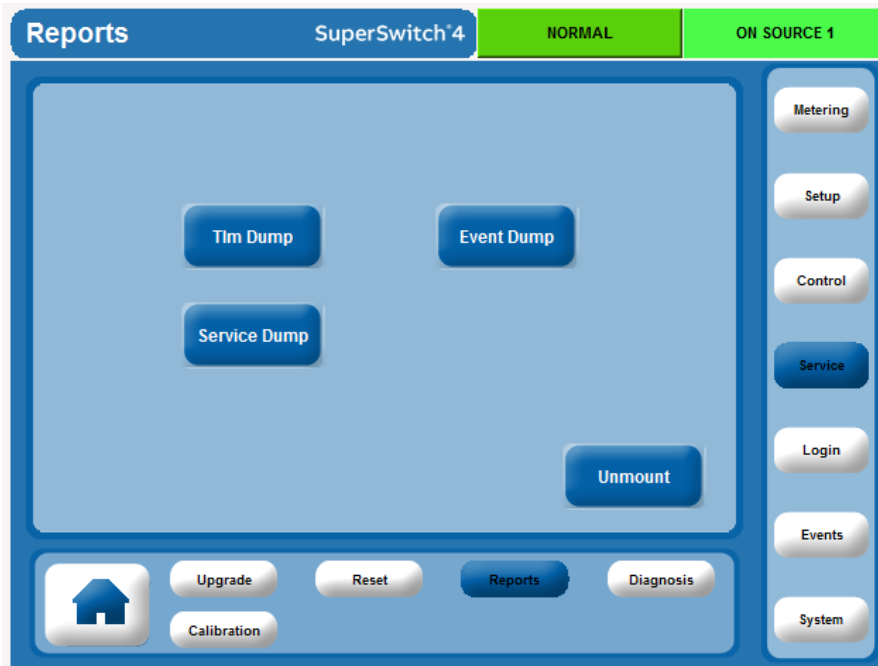 Reports
SuperSwitch°4
NORMAL
ON SOURCE 1
Tlm Dump
Event Dump
Service Dump
Unmount
Metering
Setup
Control
Service
Login
Events
System
Upgrade
Reset
Reports
Diagnosis
Calibration